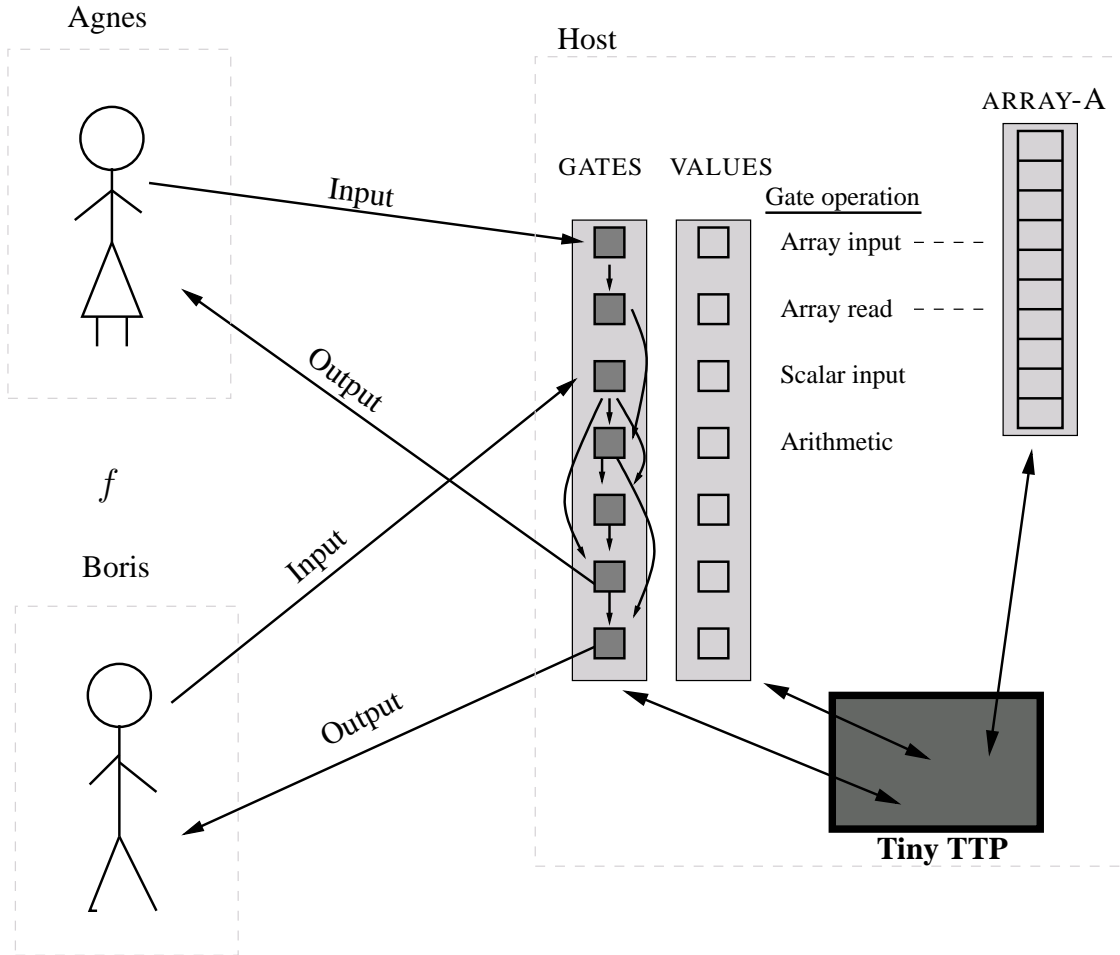 Agnes
Host
ARRAY-A
GATES VALUES
Gate operation
Input
Array input
Array read
Output
Scalar input
Arithmetic
f
Input
Boris
Output
Tiny TTP